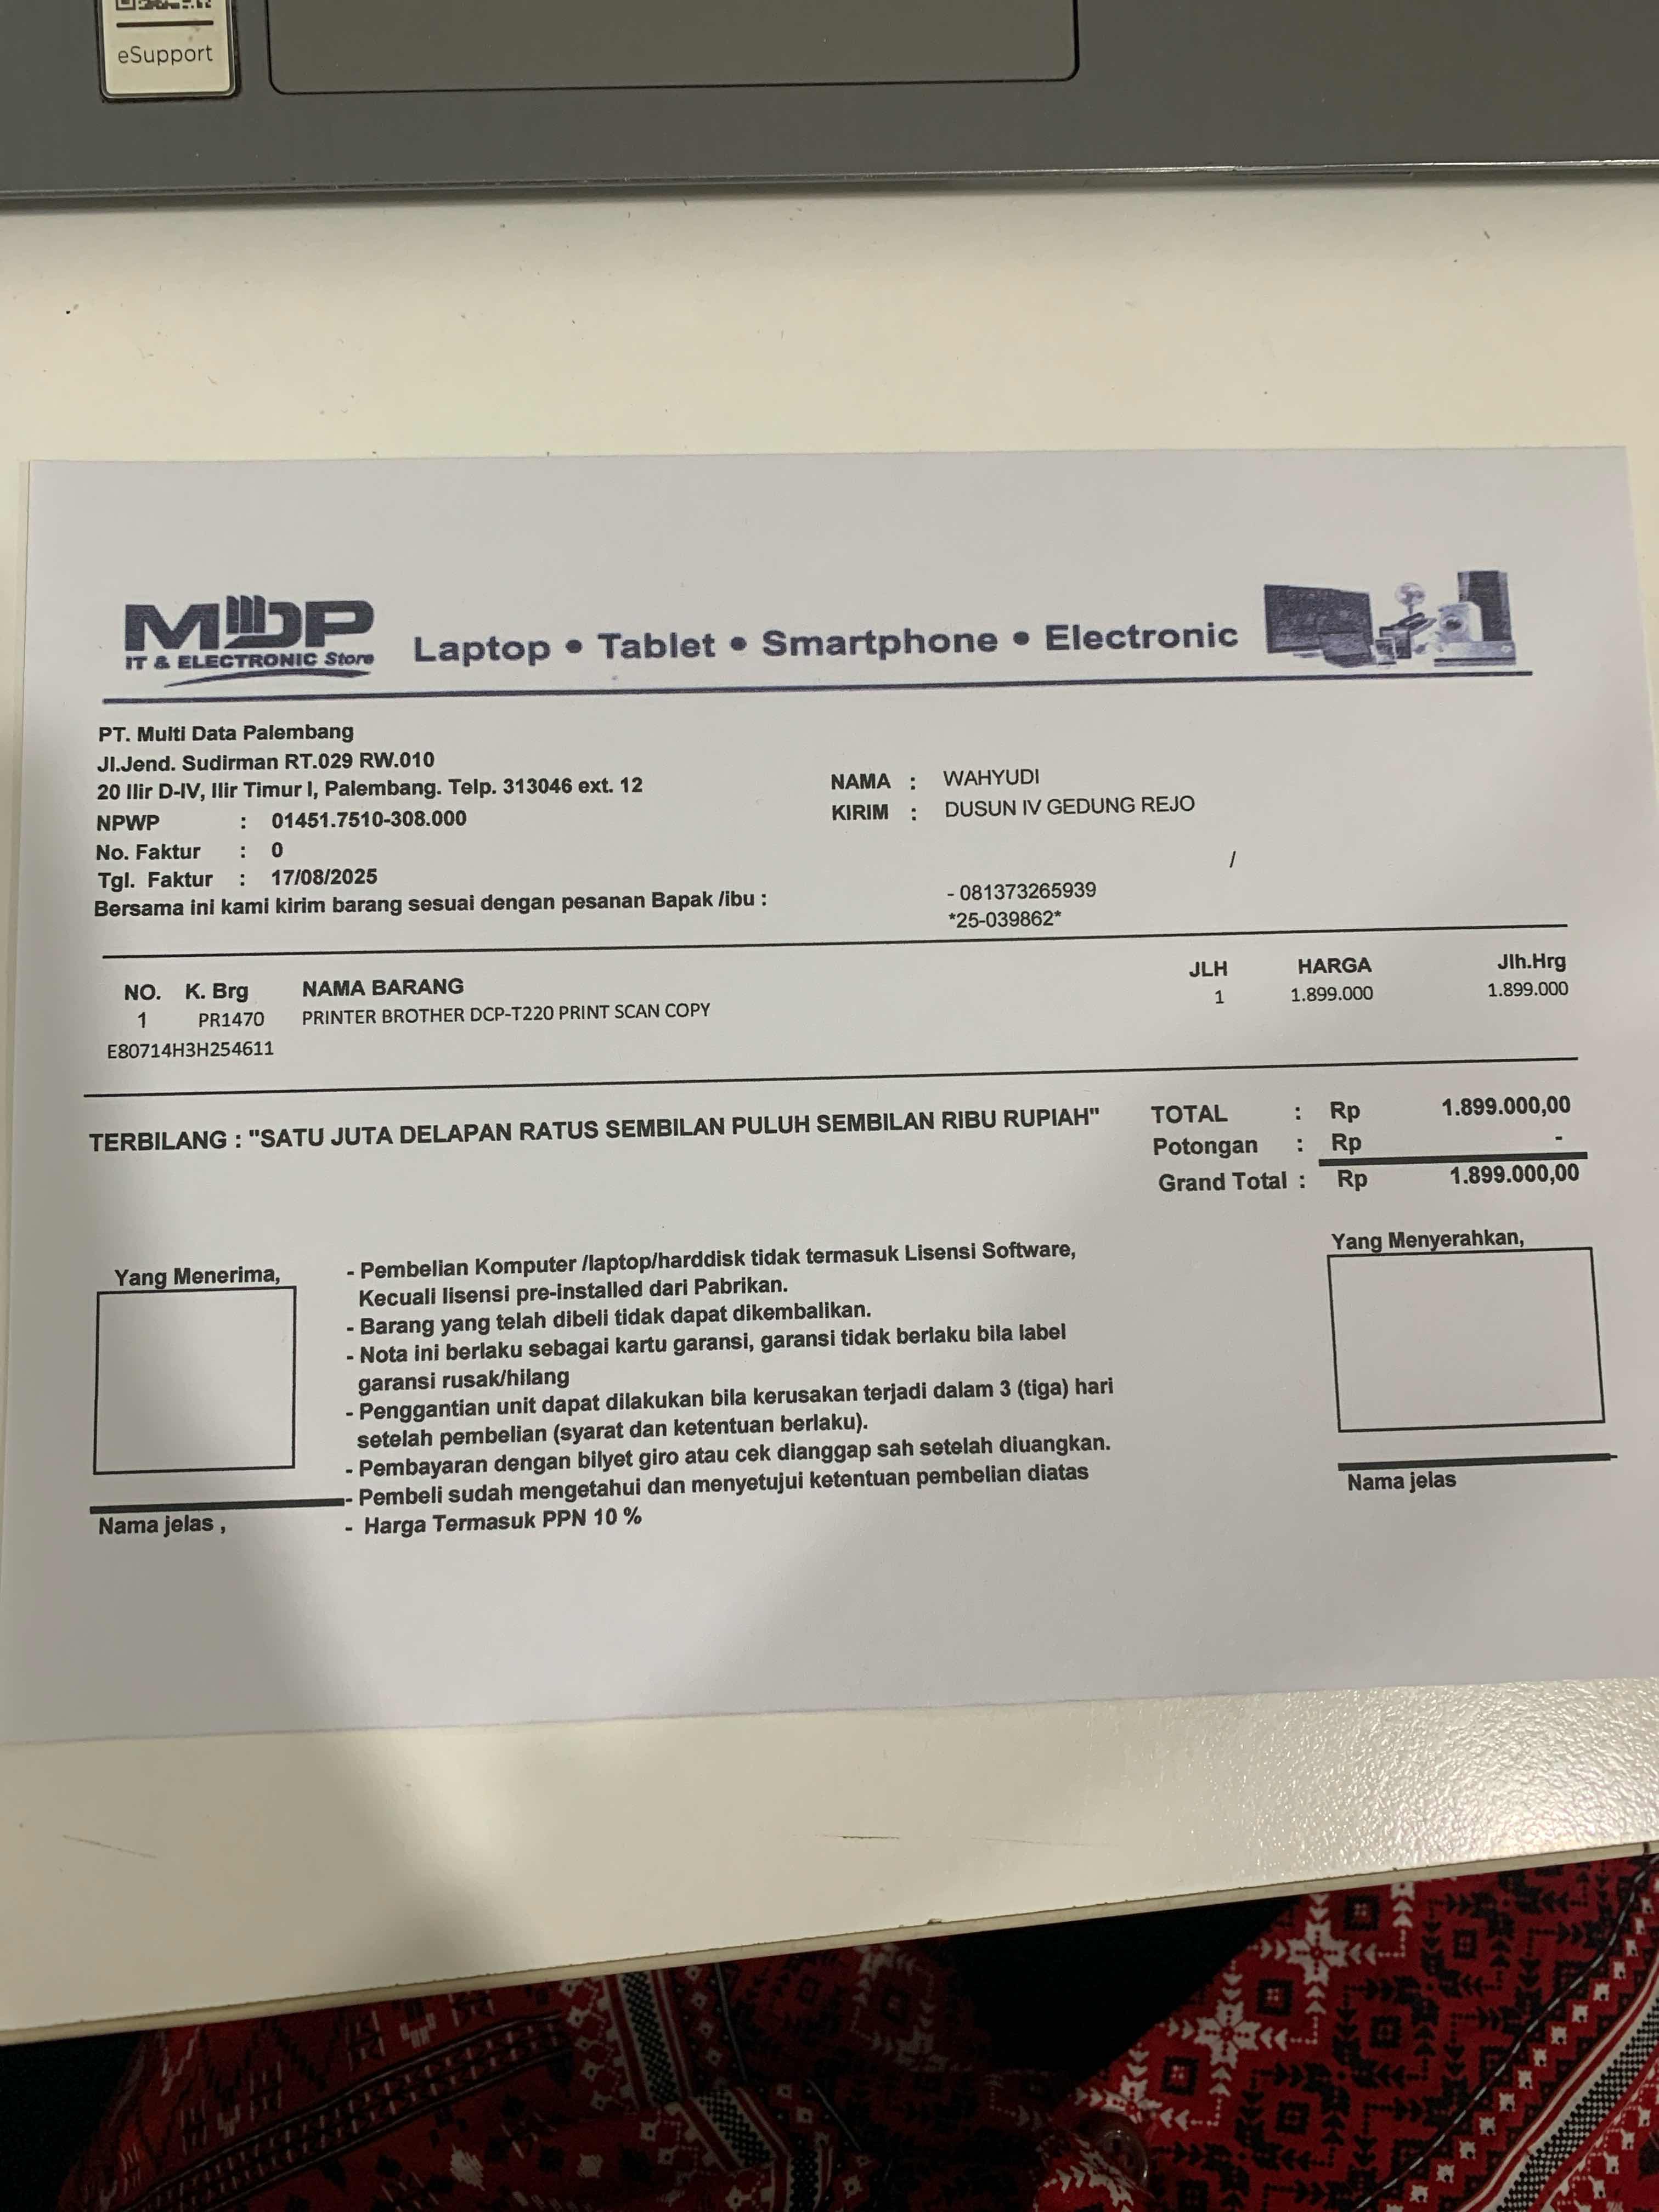 eSupport
MDP
IT & ELECTRONIC Store
Laptop • Tablet • Smartphone • Electronic
PT. Multi Data Palembang
Jl.Jend. Sudirman RT.029 RW.010
20 Ilir D-IV, Ilir Timur I, Palembang. Telp. 313046 ext. 12
NPWP : 01451.7510-308.000
No. Faktur : 0
Tgl. Faktur : 17/08/2025
Bersama ini kami kirim barang sesuai dengan pesanan Bapak /ibu :
NAMA : WAHYUDI
KIRIM : DUSUN IV GEDUNG REJO
/
- 081373265939
*25-039862*
NO. K. Brg NAMA BARANG JLH HARGA Jlh.Hrg
1 PR1470 PRINTER BROTHER DCP-T220 PRINT SCAN COPY 1 1.899.000 1.899.000
E80714H3H254611
TERBILANG : "SATU JUTA DELAPAN RATUS SEMBILAN PULUH SEMBILAN RIBU RUPIAH"
TOTAL : Rp 1.899.000,00
Potongan : Rp -
Grand Total : Rp 1.899.000,00
Yang Menerima,
Nama jelas ,
- Pembelian Komputer /laptop/harddisk tidak termasuk Lisensi Software,
Kecuali lisensi pre-installed dari Pabrikan.
- Barang yang telah dibeli tidak dapat dikembalikan.
- Nota ini berlaku sebagai kartu garansi, garansi tidak berlaku bila label
garansi rusak/hilang
- Penggantian unit dapat dilakukan bila kerusakan terjadi dalam 3 (tiga) hari
setelah pembelian (syarat dan ketentuan berlaku).
- Pembayaran dengan bilyet giro atau cek dianggap sah setelah diuangkan.
- Pembeli sudah mengetahui dan menyetujui ketentuan pembelian diatas
- Harga Termasuk PPN 10 %
Yang Menyerahkan,
Nama jelas